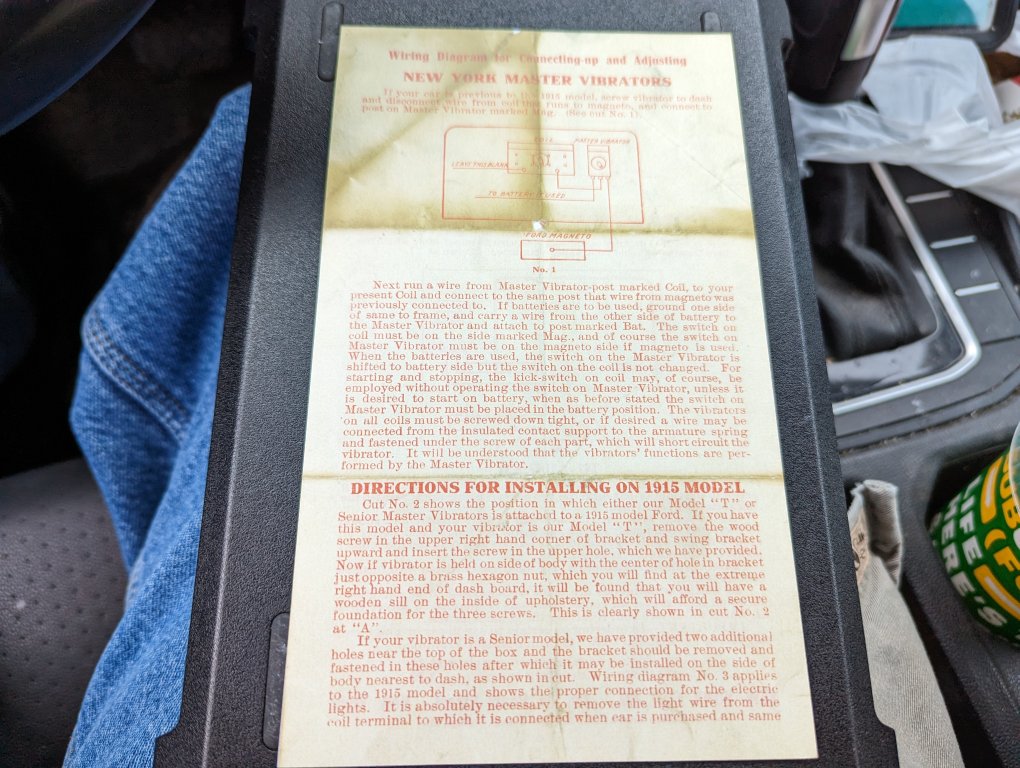 Wiring Diagram for Connecting-up and Adjusting
NEW YORK MASTER VIBRATORS
If your car is previous to the 1915 model, screw vibrator to dash
and disconnect wire from coil that runs to magneto, and connect to
post on Master Vibrator marked Mag. (See cut No. 1).
COIL MASTER VIBRATOR
LEAVE THIS BLANK
TO BATTERY IF USED
FORD MAGNETO
No. 1
Next run a wire from Master Vibrator-post marked Coil, to your
present Coil and connect to the same post that wire from magneto was
previously connected to. If batteries are to be used, ground one side
of same to frame, and carry a wire from the other side of battery to
the Master Vibrator and attach to post marked Bat. The switch on
coil must be on the side marked Mag., and of course the switch on
Master Vibrator must be on the magneto side if magneto is used.
When the batteries are used, the switch on the Master Vibrator is
shifted to battery side but the switch on the coil is not changed. For
starting and stopping, the kick-switch on coil may, of course, be
employed without operating the switch on Master Vibrator, unless it
is desired to start on battery, when as before stated the switch on
Master Vibrator must be placed in the battery position. The vibrators
on all coils must be screwed down tight, or if desired a wire may be
connected from the insulated contact support to the armature spring
and fastened under the screw of each part, which will short circuit the
vibrator. It will be understood that the vibrators' functions are per-
formed by the Master Vibrator.
DIRECTIONS FOR INSTALLING ON 1915 MODEL
Cut No. 2 shows the position in which either our Model "T" or
Senior Master Vibrators is attached to a 1915 model Ford. If you have
this model and your vibrator is our Model "T", remove the wood
screw in the upper right hand corner of bracket and swing bracket
upward and insert the screw in the upper hole, which we have provided.
Now if vibrator is held on side of body with the center of hole in bracket
just opposite a brass hexagon nut, which you will find at the extreme
right hand end of dash board, it will be found that you will have a
wooden sill on the inside of upholstery, which will afford a secure
foundation for the three screws. This is clearly shown in cut No. 2
at "A".
If your vibrator is a Senior model, we have provided two additional
holes near the top of the box and the bracket should be removed and
fastened in these holes after which it may be installed on the side of
body nearest to dash, as shown in cut. Wiring diagram No. 3 applies
to the 1915 model and shows the proper connection for the electric
lights. It is absolutely necessary to remove the light wire from the
coil terminal to which it is connected when car is purchased and same